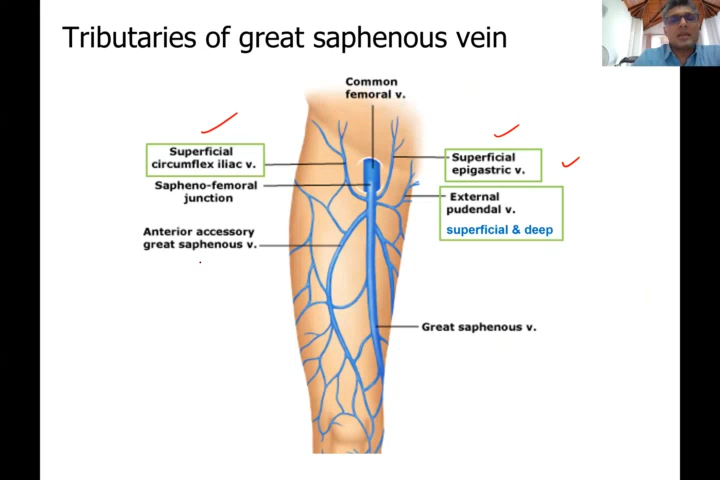 Tributaries of great saphenous vein
Common
femoral v.
Superficial
circumflex iliac v.
Superficial
epigastric v.
Sapheno-femoral
junction
External
pudendal v.
superficial & deep
Anterior accessory
great saphenous v.
Great saphenous v.